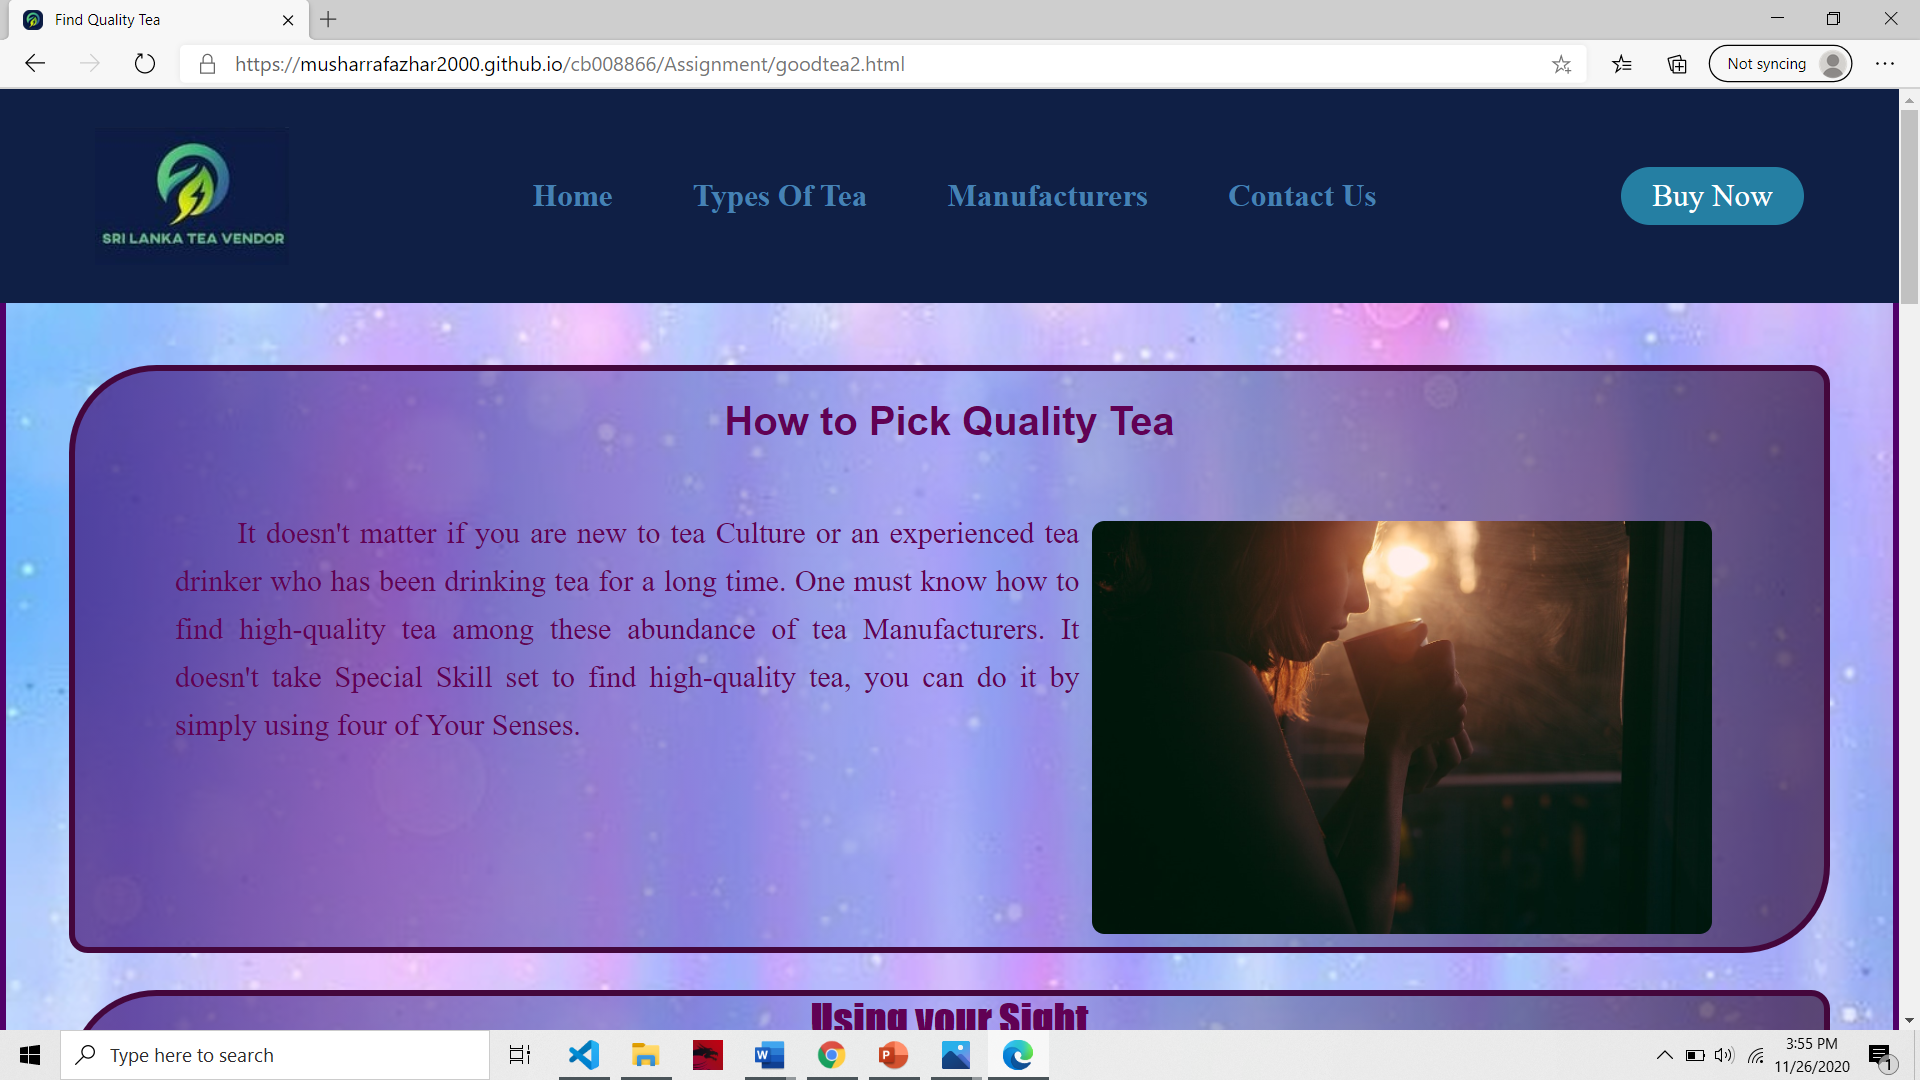 Find Quality Tea
https://musharrafazhar2000.github.io/cb008866/Assignment/goodtea2.html
Not syncing
SRI LANKA TEA VENDOR
Home
Types Of Tea
Manufacturers
Contact Us
Buy Now
How to Pick Quality Tea
It doesn't matter if you are new to tea Culture or an experienced tea
drinker who has been drinking tea for a long time. One must know how to
find high-quality tea among these abundance of tea Manufacturers. It
doesn't take Special Skill set to find high-quality tea, you can do it by
simply using four of Your Senses.
Using your Sight
Type here to search
W
P
3:55 PM
11/26/2020
1